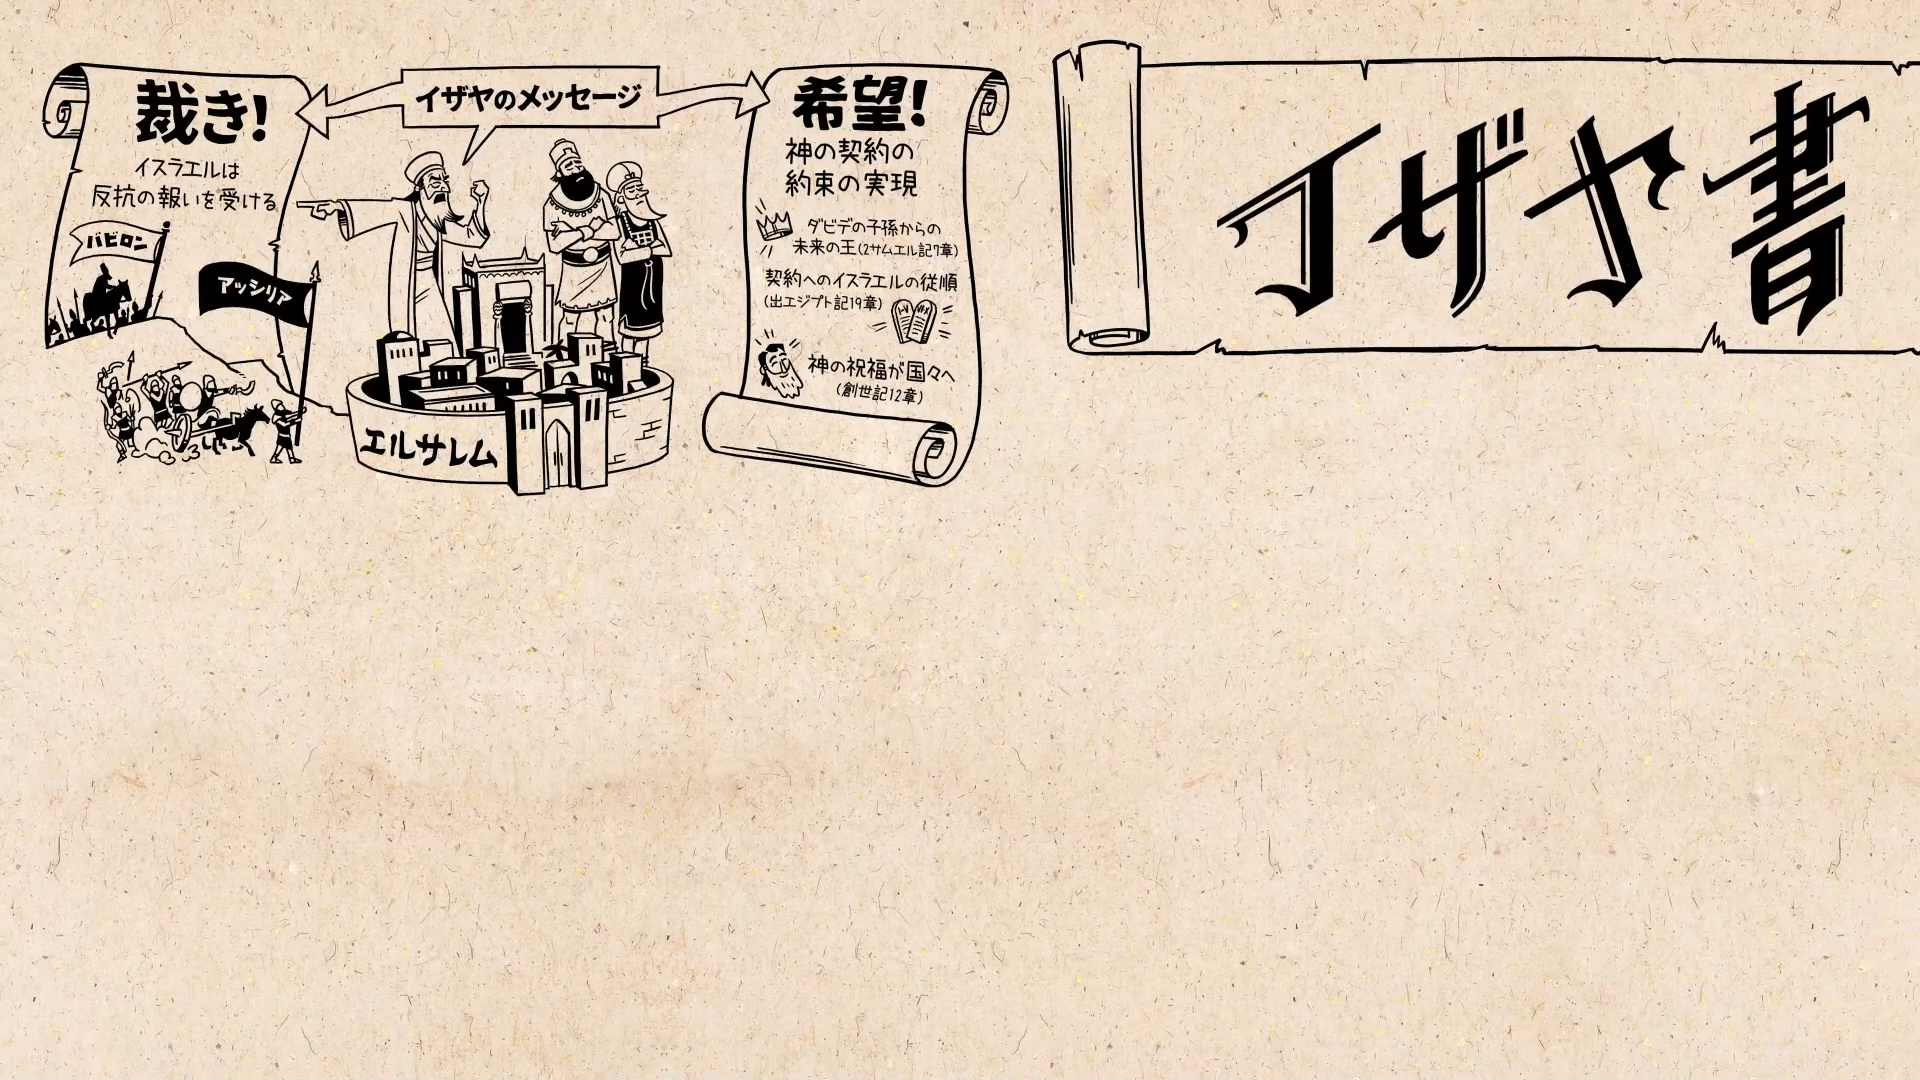 裁き!
イスラエルは
反抗の報いを受ける
バビロン
アッシリア
イザヤのメッセージ
エルサレム
希望!
神の契約の
約束の実現
ダビデの子孫からの
未来の王(2サムエル記7章)
契約へのイスラエルの従順
(出エジプト記19章)
I-V VI-X
神の祝福が国々へ
(創世記12章)
イザヤ書